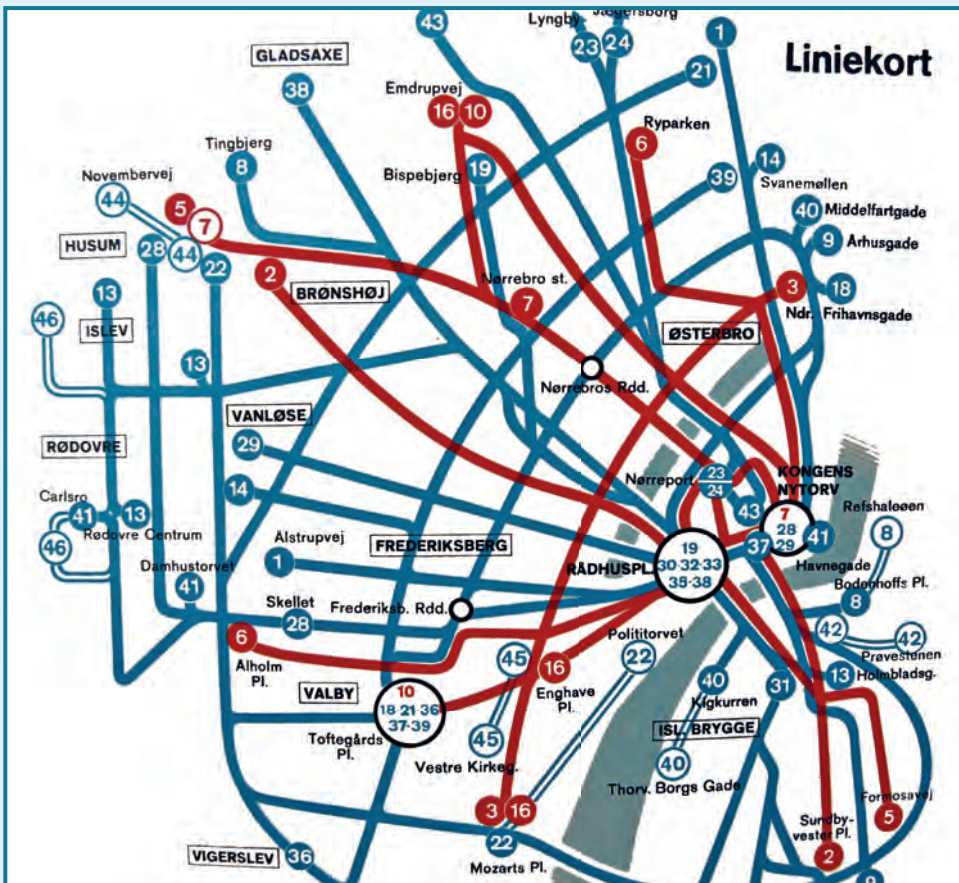 Liniekort
43
Lyngby
Jægersborg
23
24
1
21
GLADSAXE
38
Emdrupvej
16 10
Ryparken
6
Tingbjerg
8
Bispebjerg
19
39
14
Svanemøllen
Novembervej
44
5
7
40
Middelfartgade
9
Århusgade
HUSUM
28
44
22
2
BRØNSHØJ
Nørrebro st.
7
3
18
Ndr. Frihavnsgade
13
46
ISLEV
ØSTERBRO
13
Nørrebros Rdd.
VANLØSE
RØDOVRE
29
14
Nørreport
23
24
43
KONGENS
NYTORV
7
28
29
41
Refshaleøen
8
Carlsro
41
13
46
Rødovre Centrum
Ålstrupvej
1
FREDERIKSBERG
RÅDHUSPL.
19
30·32·33
35·38
37
Havnegade
Bodenhoffs Pl.
8
Damhustorvet
41
Skellet
28
Frederiksb. Rdd.
Polititorvet
22
42
42
Prøvestenen
6
Ålholm
Pl.
45
16
Enghave
Pl.
40
Kigkurren
31
13
Holmbladsg.
VALBY
10
18·21·36
37·39
Toftegårds
Pl.
45
Vestre Kirkeg.
ISL. BRYGGE
40
Thorv. Borgs Gade
3
16
22
Mozarts Pl.
Formosavej
5
Sundby-
vester Pl.
2
VIGERSLEV
36
9